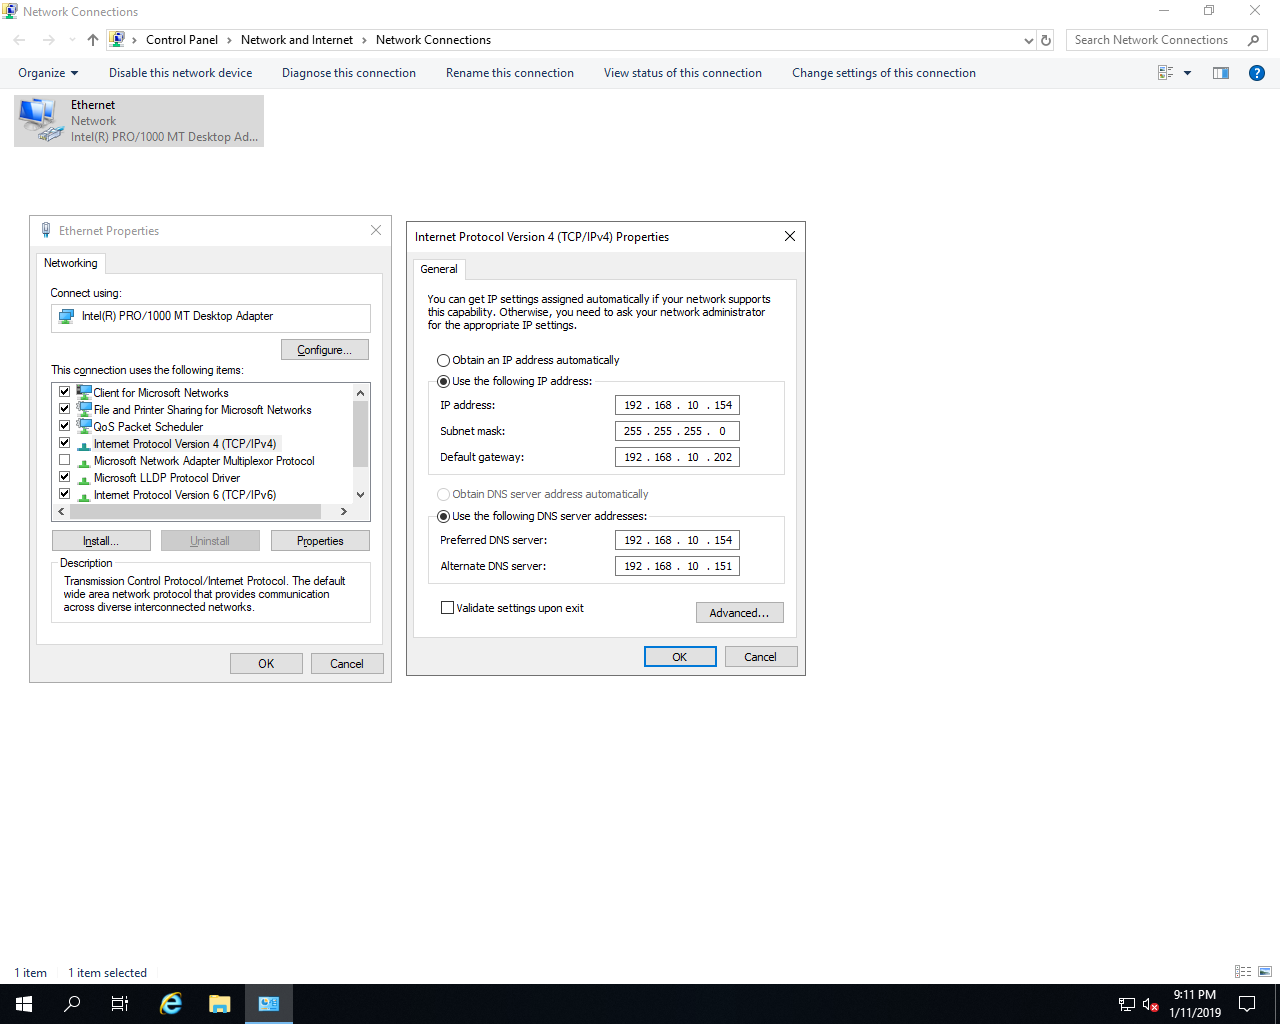 Network Connections
Control Panel > Network and Internet > Network Connections
Search Network Connections
Organize
Disable this network device
Diagnose this connection
Rename this connection
View status of this connection
Change settings of this connection
Ethernet
Network
Intel(R) PRO/1000 MT Desktop Ad...
Ethernet Properties
Networking
Connect using:
Intel(R) PRO/1000 MT Desktop Adapter
Configure...
This connection uses the following items:
Client for Microsoft Networks
File and Printer Sharing for Microsoft Networks
QoS Packet Scheduler
Internet Protocol Version 4 (TCP/IPv4)
Microsoft Network Adapter Multiplexor Protocol
Microsoft LLDP Protocol Driver
Internet Protocol Version 6 (TCP/IPv6)
Install...
Uninstall
Properties
Description
Transmission Control Protocol/Internet Protocol. The default
wide area network protocol that provides communication
across diverse interconnected networks.
OK
Cancel
Internet Protocol Version 4 (TCP/IPv4) Properties
General
You can get IP settings assigned automatically if your network supports
this capability. Otherwise, you need to ask your network administrator
for the appropriate IP settings.
Obtain an IP address automatically
Use the following IP address:
IP address: 192 . 168 . 10 . 154
Subnet mask: 255 . 255 . 255 . 0
Default gateway: 192 . 168 . 10 . 202
Obtain DNS server address automatically
Use the following DNS server addresses:
Preferred DNS server: 192 . 168 . 10 . 154
Alternate DNS server: 192 . 168 . 10 . 151
Validate settings upon exit
Advanced...
OK
Cancel
1 item
1 item selected
9:11 PM
1/11/2019